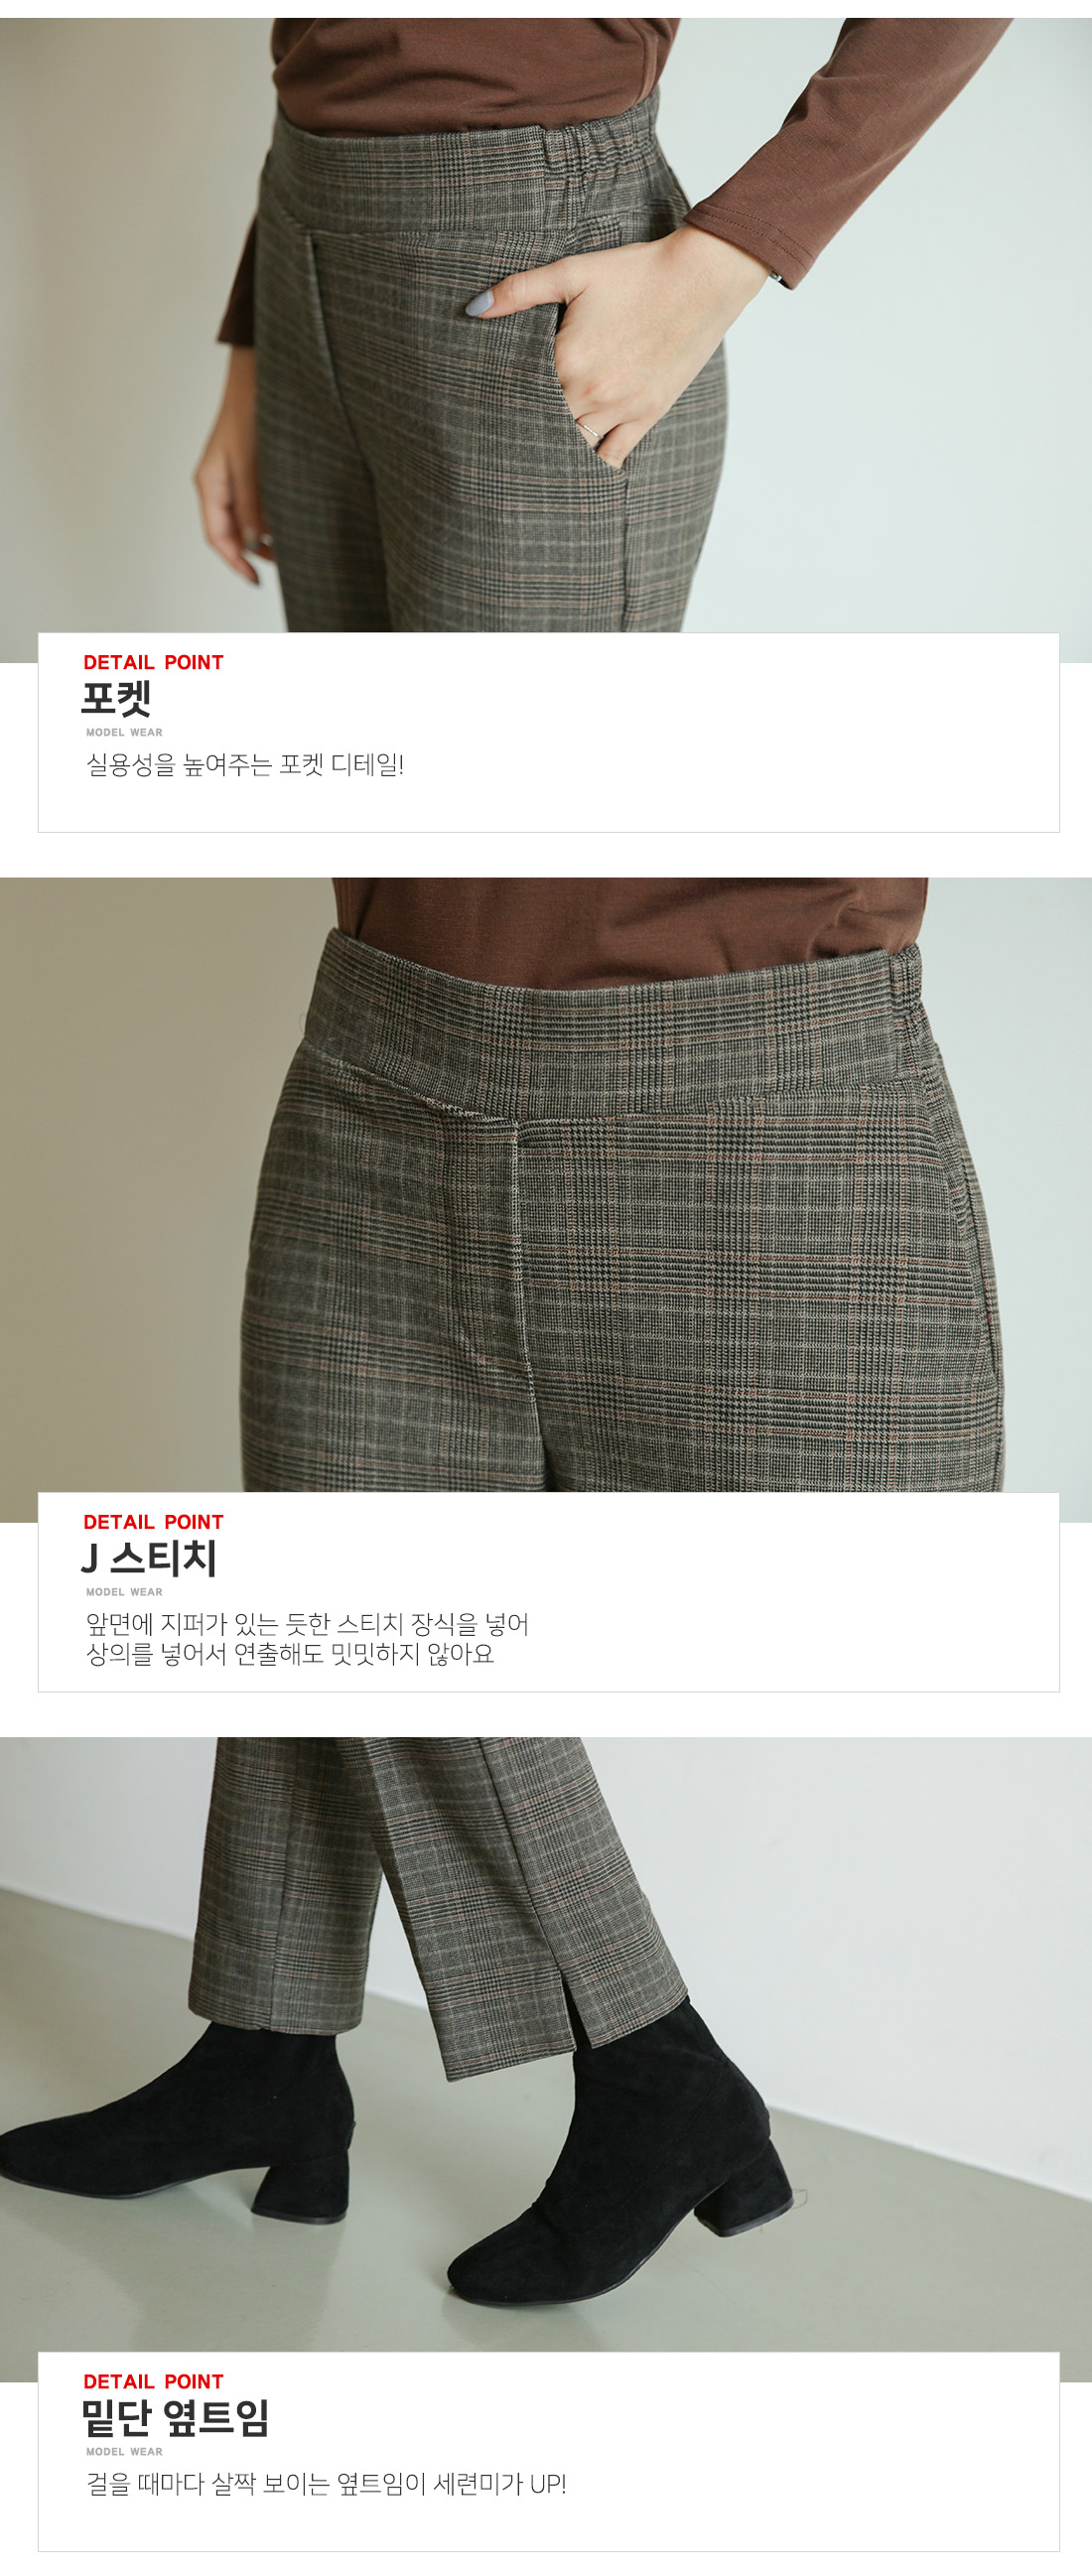 DETAIL POINT
포켓
MODEL WEAR
실용성을 높여주는 포켓 디테일!
DETAIL POINT
J 스티치
MODEL WEAR
앞면에 지퍼가 있는 듯한 스티치 장식을 넣어
상의를 넣어서 연출해도 밋밋하지 않아요
DETAIL POINT
밑단 옆트임
MODEL WEAR
걸을 때마다 살짝 보이는 옆트임이 세련미가 UP!